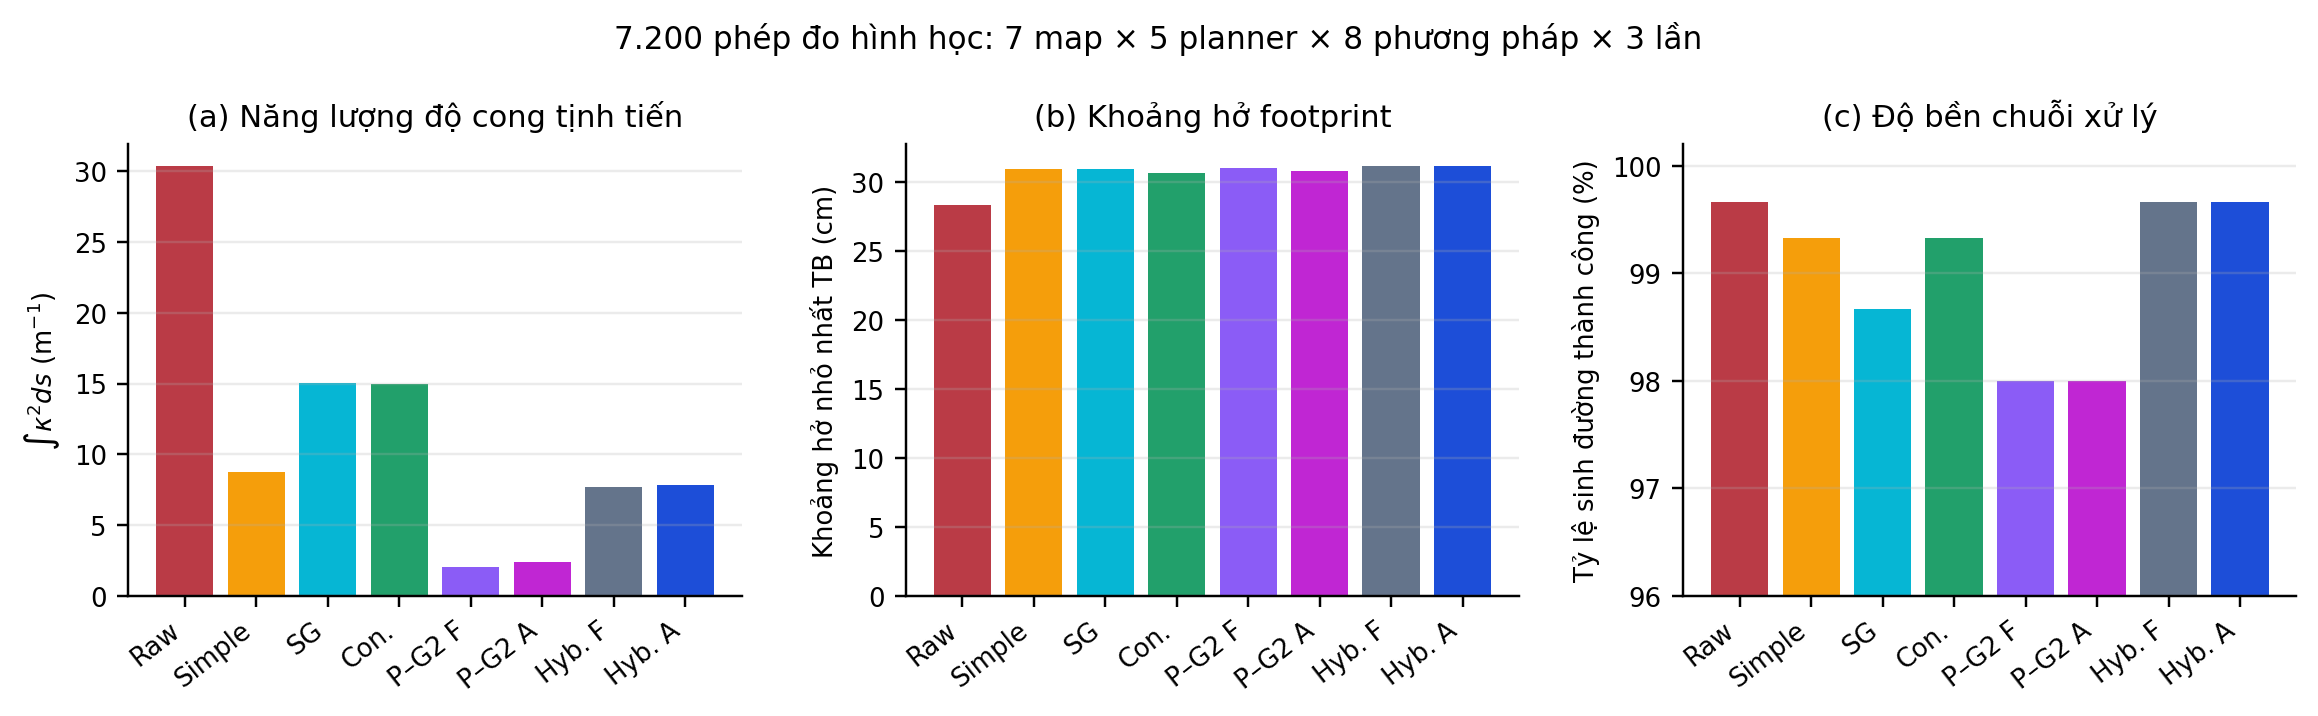 7.200 phép đo hình học: 7 map × 5 planner × 8 phương pháp × 3 lần
(a) Năng lượng độ cong tịnh tiến
∫κ²ds (m⁻¹)
30
25
20
15
10
5
0
Raw
Simple
SG
Con.
P–G2 F
P–G2 A
Hyb. F
Hyb. A
(b) Khoảng hở footprint
Khoảng hở nhỏ nhất TB (cm)
30
25
20
15
10
5
0
Raw
Simple
SG
Con.
P–G2 F
P–G2 A
Hyb. F
Hyb. A
(c) Độ bền chuỗi xử lý
Tỷ lệ sinh đường thành công (%)
100
99
98
97
96
Raw
Simple
SG
Con.
P–G2 F
P–G2 A
Hyb. F
Hyb. A